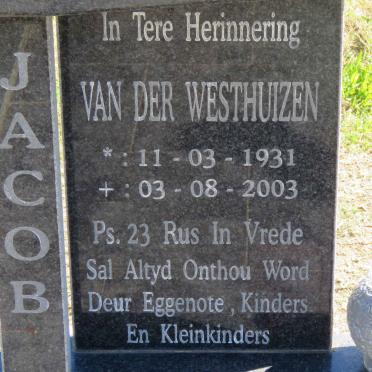 JACOB
In Tere Herinnering
VAN DER WESTHUIZEN
* : 11 - 03 - 1931
+ : 03 - 08 - 2003
Ps. 23 Rus In Vrede
Sal Altyd Onthou Word
Deur Eggenote, Kinders
En Kleinkinders